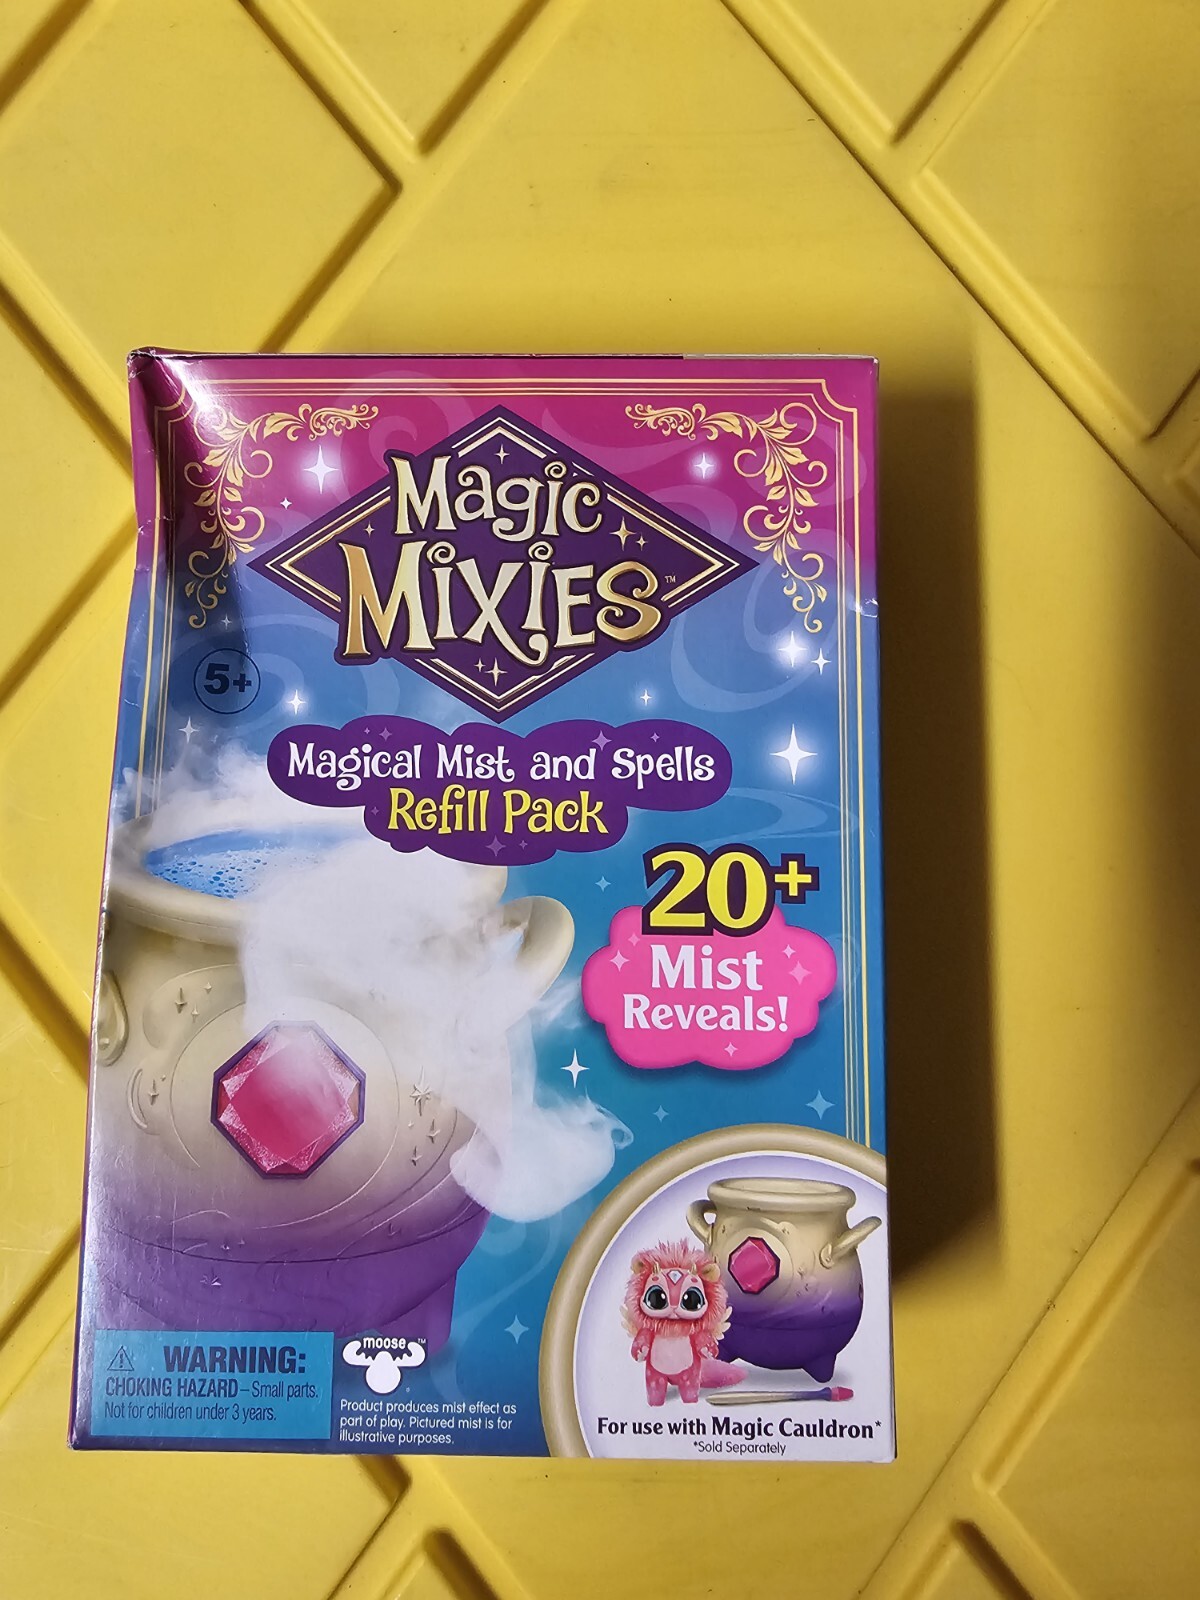 Magic
MIXIES™
5+
Magical Mist and Spells
Refill Pack
20+
Mist
Reveals!
WARNING:
CHOKING HAZARD – Small parts.
Not for children under 3 years.
moose™
Product produces mist effect as
part of play. Pictured mist is for
illustrative purposes.
For use with Magic Cauldron*
*Sold Separately